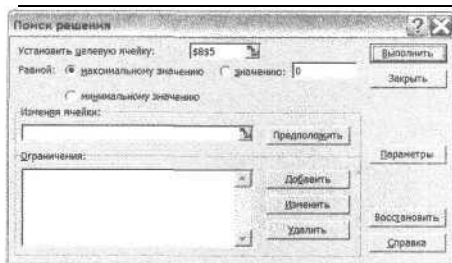 Поиск решения
Установить целевую ячейку: $B$5 Выполнить
Равной: максимальному значению значению: 0 Закрыть
минимальному значению
Изменяя ячейки:
Предположить
Ограничения: Параметры
Добавить
Изменить
Удалить Восстановить
Справка